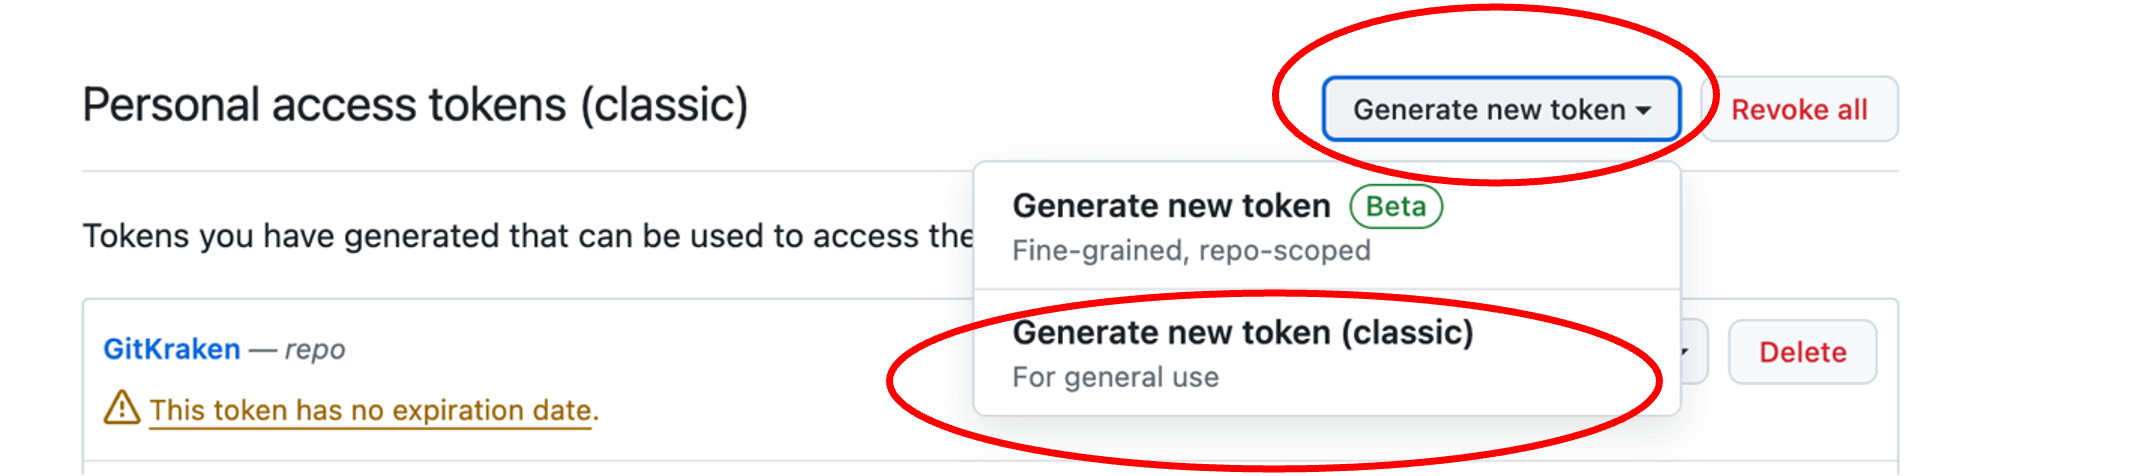 Personal access tokens (classic)
Generate new token
Revoke all
Generate new token Beta
Fine-grained, repo-scoped
Tokens you have generated that can be used to access the
Generate new token (classic)
For general use
GitKraken — repo
Delete
This token has no expiration date.